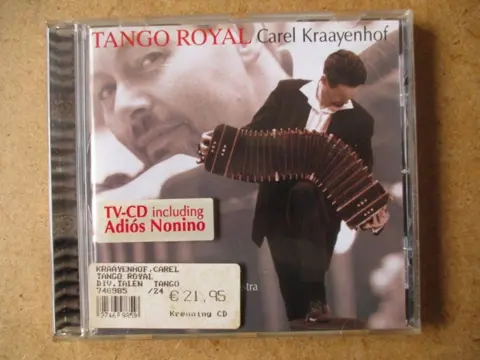 TANGO ROYAL Carel Kraayenhof
TV-CD including
Adiós Nonino
KRAAYENHOF,CAREL
TANGO ROYAL
DIV.TALEN TANGO
740985 /24
€ 21,95
Kreuning CD
stra